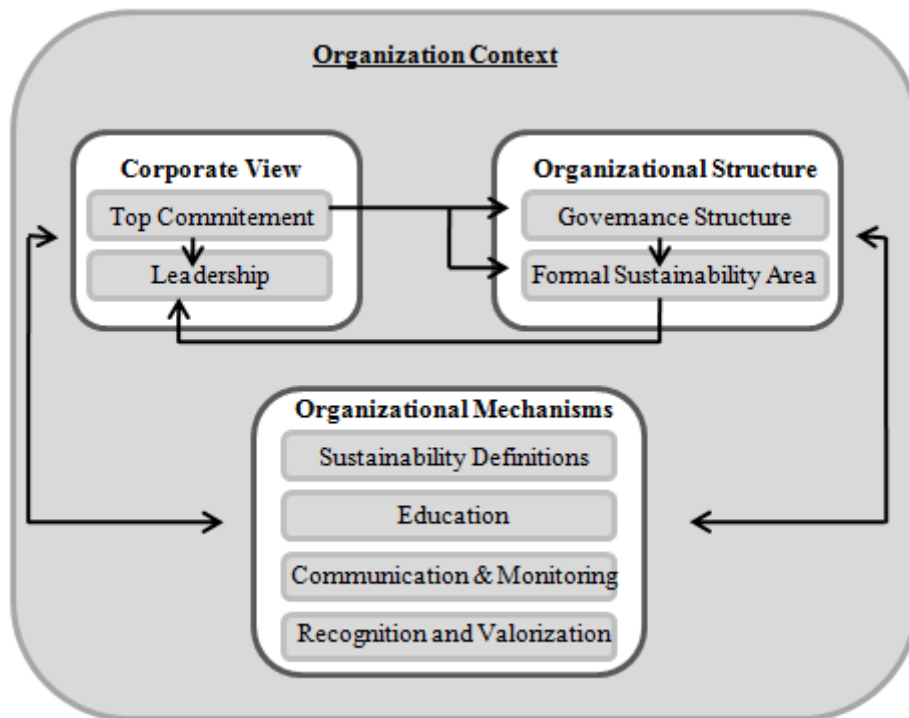 Organization Context
Corporate View
Top Commitement
Leadership
Organizational Structure
Governance Structure
Formal Sustainability Area
Organizational Mechanisms
Sustainability Definitions
Education
Communication & Monitoring
Recognition and Valorization